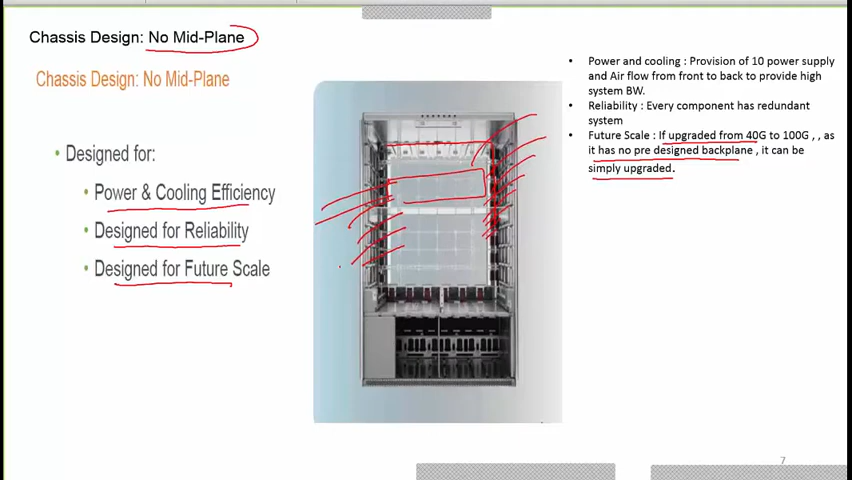 Chassis Design: No Mid-Plane
Chassis Design: No Mid-Plane
• Designed for:
• Power & Cooling Efficiency
• Designed for Reliability
• Designed for Future Scale
• Power and cooling : Provision of 10 power supply
and Air flow from front to back to provide high
system BW.
• Reliability : Every component has redundant
system
• Future Scale : If upgraded from 40G to 100G , , as
it has no pre designed backplane , it can be
simply upgraded.
7